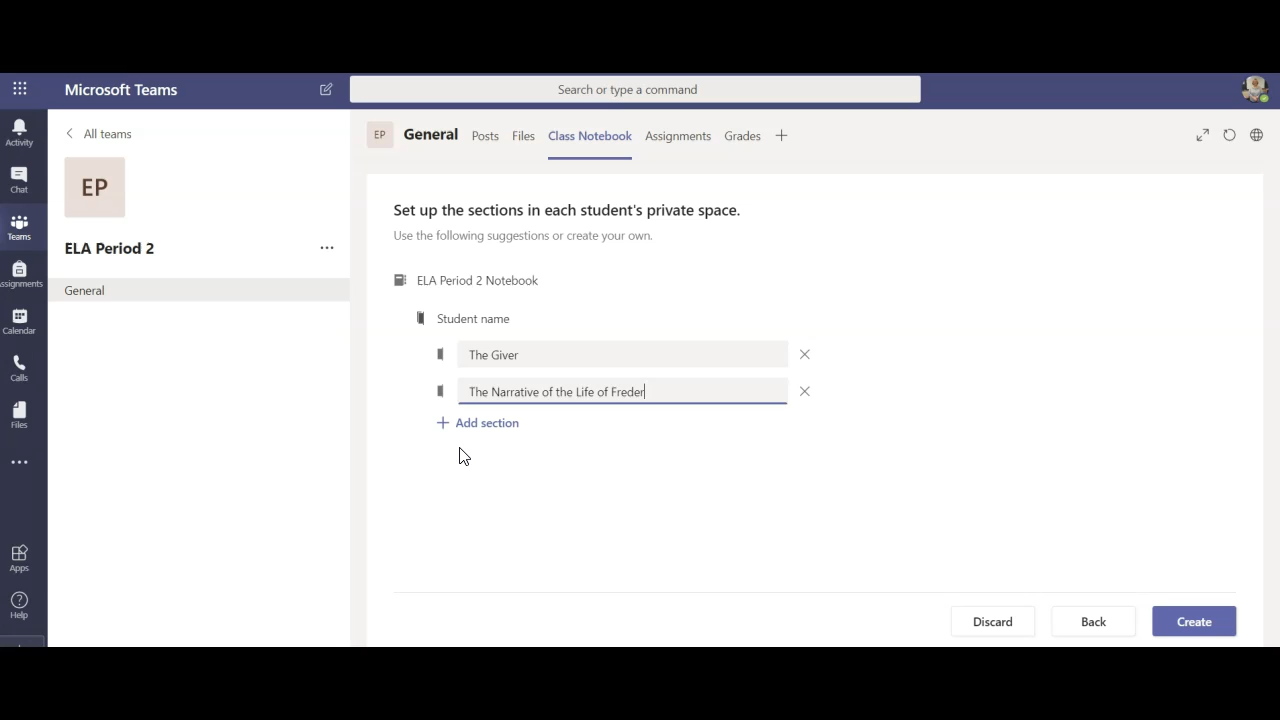 Microsoft Teams
Search or type a command
Activity
Chat
Teams
ssignments
Calendar
Calls
Files
Apps
Help
All teams
EP
ELA Period 2
General
EP
General
Posts
Files
Class Notebook
Assignments
Grades
Set up the sections in each student's private space.
Use the following suggestions or create your own.
ELA Period 2 Notebook
Student name
The Giver
The Narrative of the Life of Freder
Add section
Discard
Back
Create